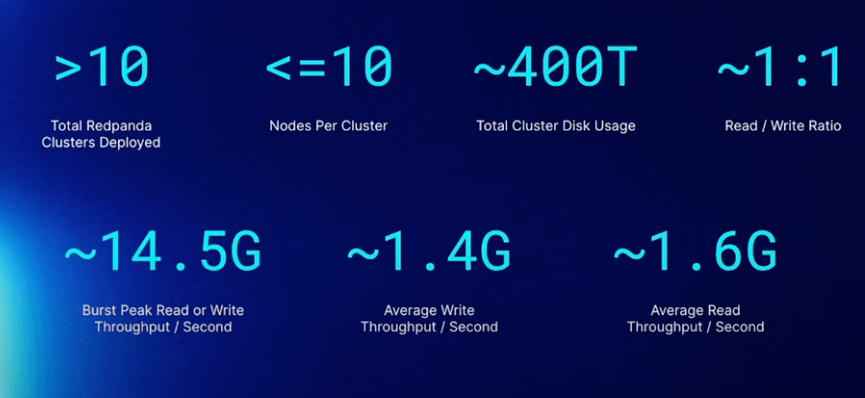 >10
<=10
~400T
~1:1
Total Redpanda
Clusters Deployed
Nodes Per Cluster
Total Cluster Disk Usage
Read / Write Ratio
~14.5G
~1.4G
~1.6G
Burst Peak Read or Write
Throughput / Second
Average Write
Throughput / Second
Average Read
Throughput / Second